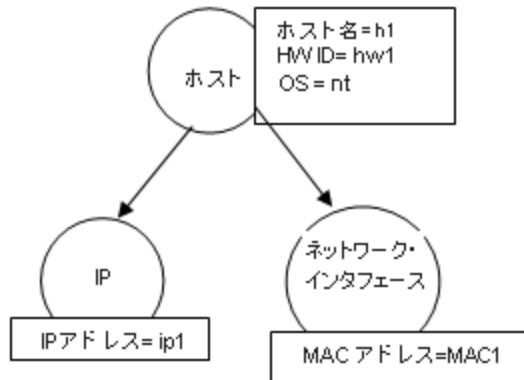 ホスト
ホスト名=h1
HW ID= hw1
OS = nt
IP
IPアドレス= ip1
ネットワーク・
インタフェース
MAC アドレス=MAC1